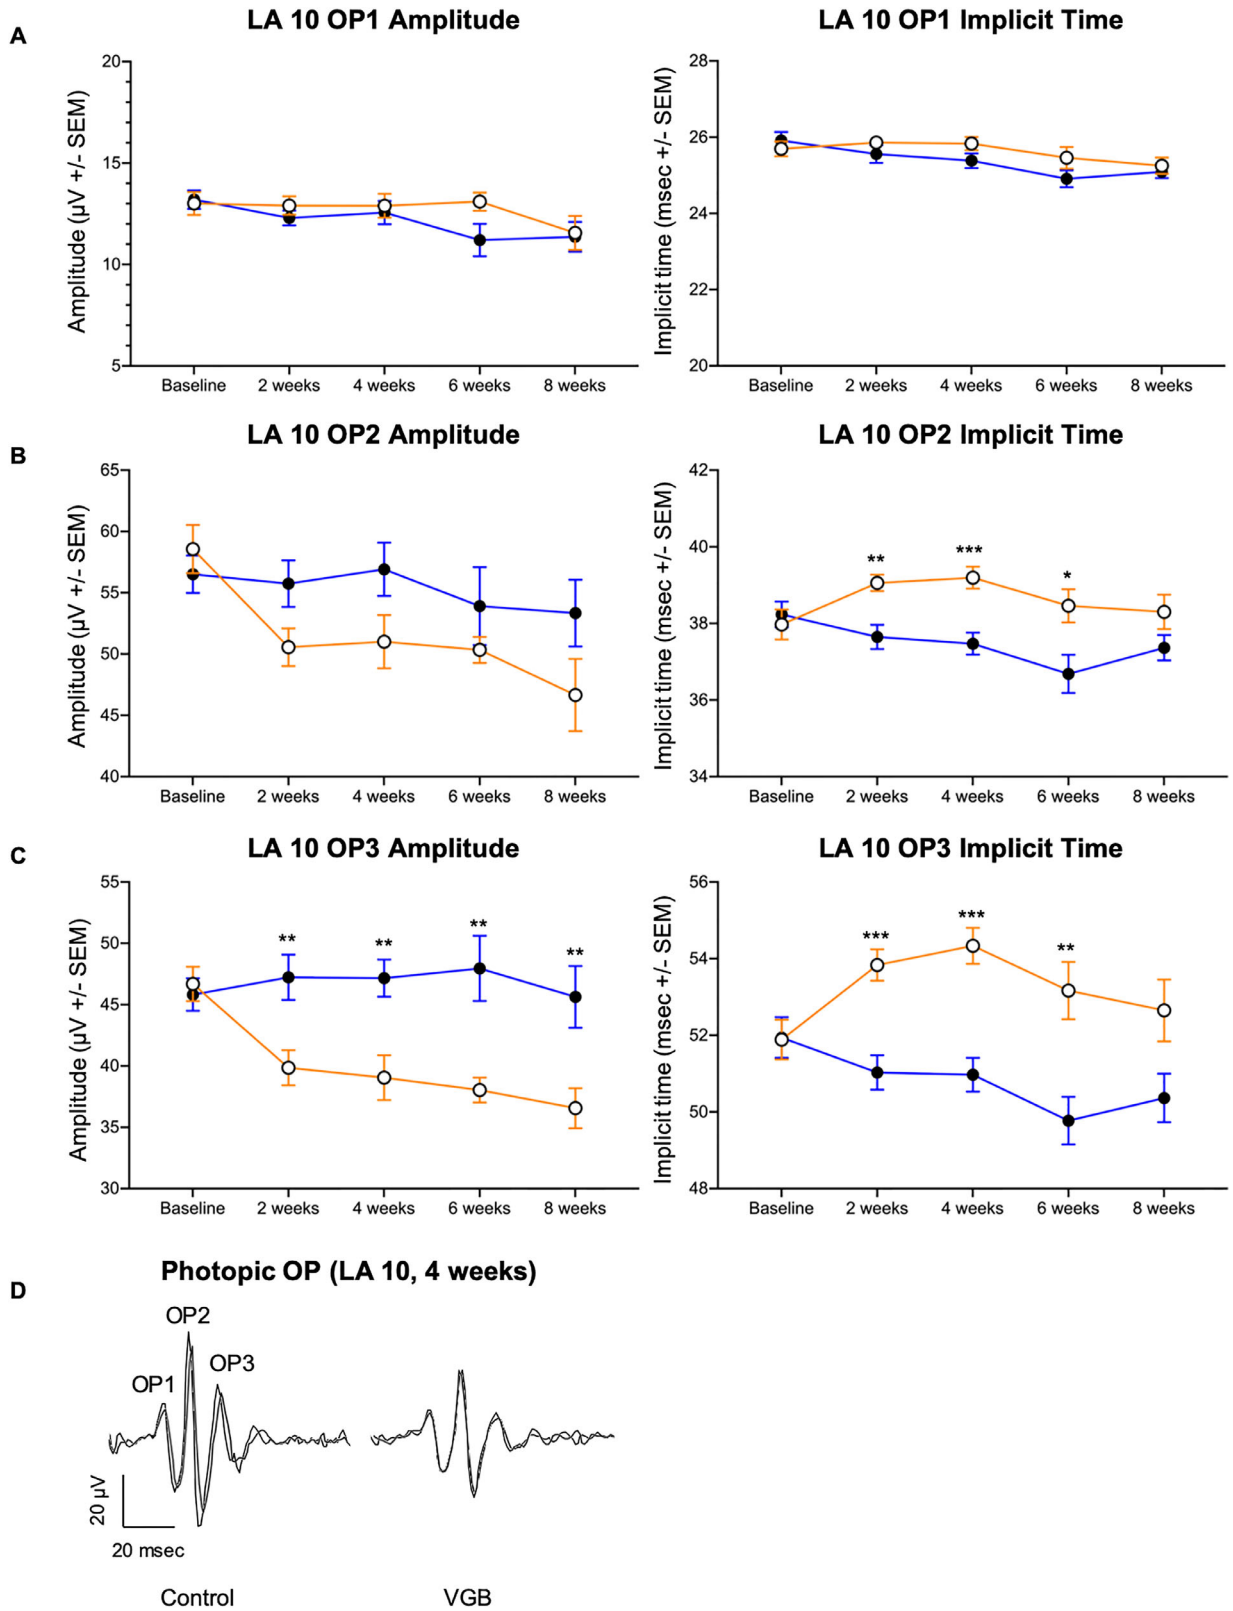 A
LA 10 OP1 Amplitude
Amplitude (µV +/- SEM)
20
15
10
5
Baseline 2 weeks 4 weeks 6 weeks 8 weeks
LA 10 OP1 Implicit Time
Implicit time (msec +/- SEM)
28
26
24
22
20
Baseline 2 weeks 4 weeks 6 weeks 8 weeks
B
LA 10 OP2 Amplitude
Amplitude (µV +/- SEM)
65
60
55
50
45
40
Baseline 2 weeks 4 weeks 6 weeks 8 weeks
LA 10 OP2 Implicit Time
Implicit time (msec +/- SEM)
42
40
38
36
34
** *** *
Baseline 2 weeks 4 weeks 6 weeks 8 weeks
C
LA 10 OP3 Amplitude
Amplitude (µV +/- SEM)
55
50
45
40
35
30
** ** ** **
Baseline 2 weeks 4 weeks 6 weeks 8 weeks
LA 10 OP3 Implicit Time
Implicit time (msec +/- SEM)
56
54
52
50
48
*** *** **
Baseline 2 weeks 4 weeks 6 weeks 8 weeks
D
Photopic OP (LA 10, 4 weeks)
OP2
OP3
OP1
20 µV
20 msec
Control VGB